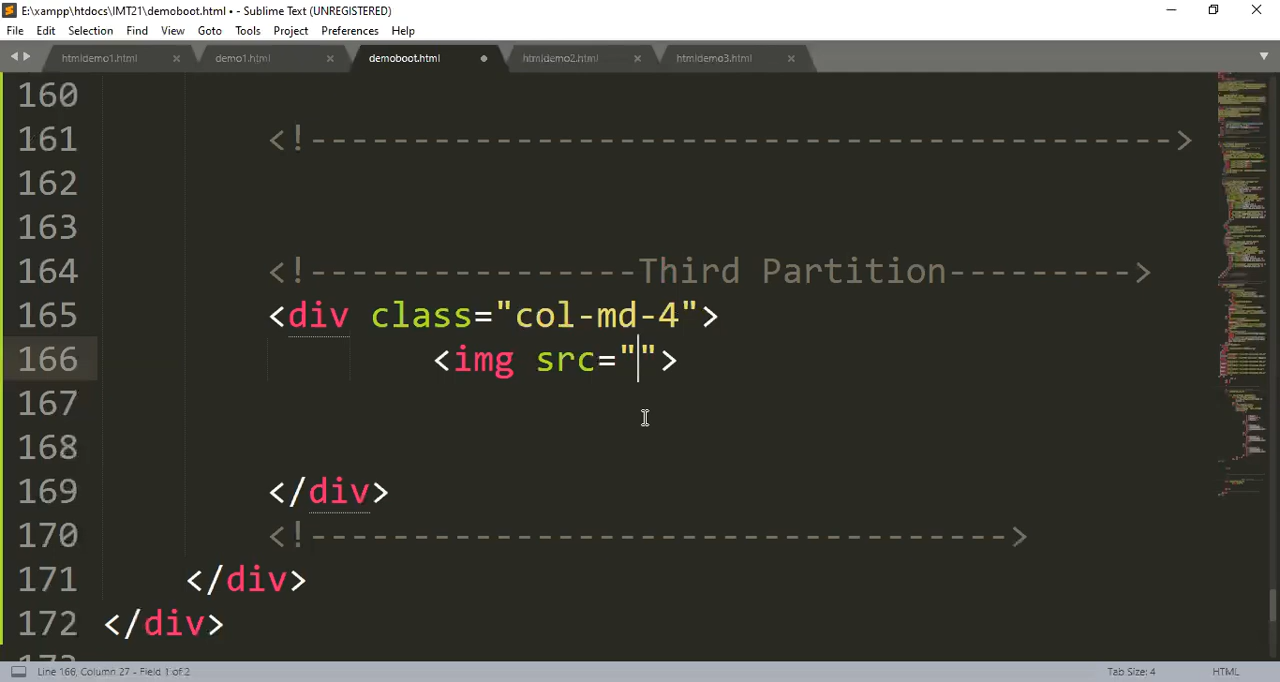 E:\xampp\htdocs\IMT21\demoboot.html • - Sublime Text (UNREGISTERED)
File Edit Selection Find View Goto Tools Project Preferences Help
htmldemo1.html demo1.html demoboot.html htmldemo2.html htmldemo3.html
160
161 <!------------------------------------------>
162
163
164 <!----------------Third Partition--------->
165 <div class="col-md-4">
166 <img src="">
167
168
169 </div>
170 <!---------------------------------->
171 </div>
172 </div>
Line 166, Column 27 - Field 1 of 2 Tab Size: 4 HTML